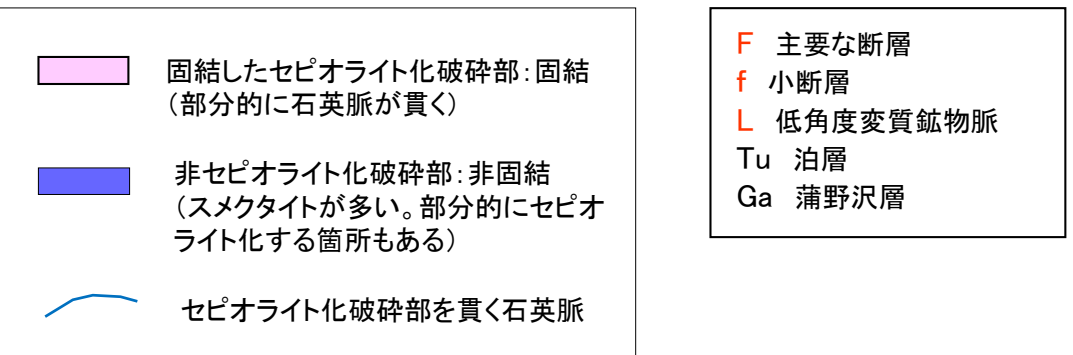 固結したセピオライト化破砕部：固結
（部分的に石英脈が貫く）
非セピオライト化破砕部：非固結
（スメクタイトが多い。部分的にセピオ
ライト化する箇所もある）
セピオライト化破砕部を貫く石英脈
F 主要な断層
f 小断層
L 低角度変質鉱物脈
Tu 泊層
Ga 蒲野沢層